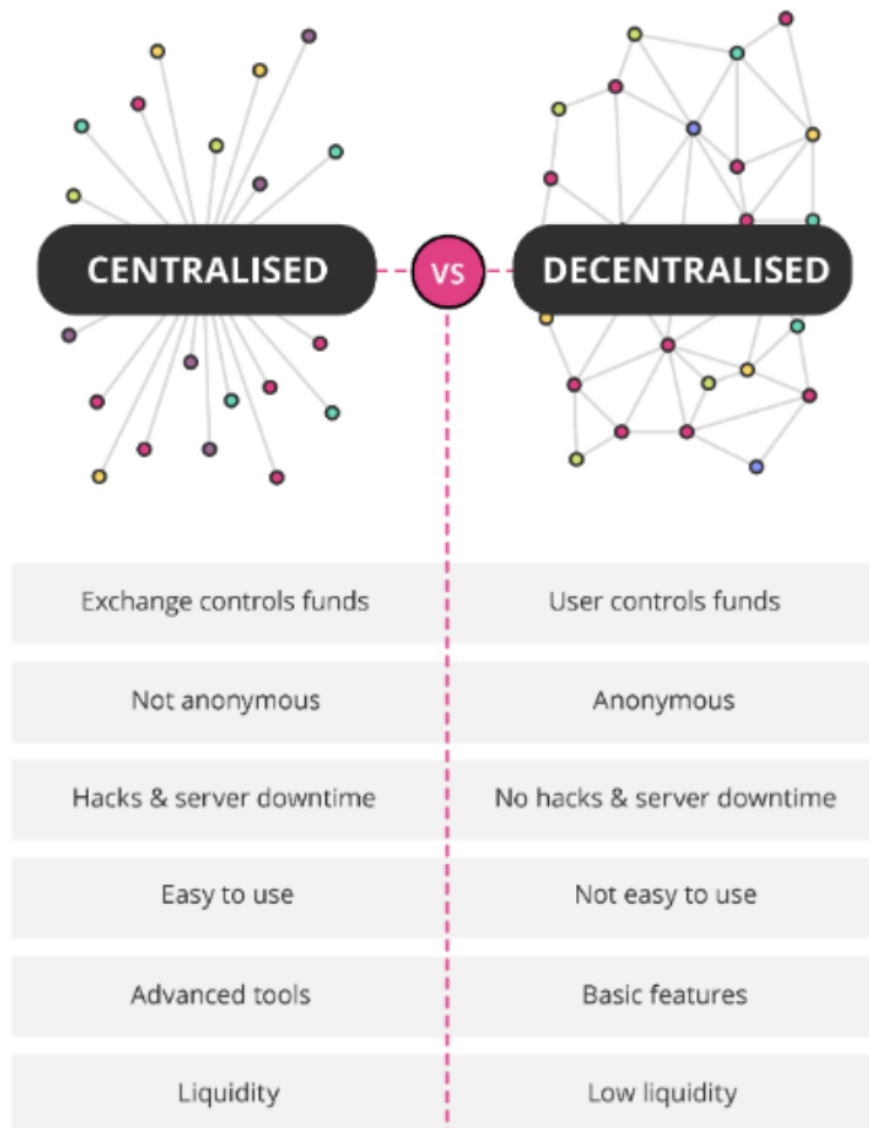 CENTRALISED
VS
DECENTRALISED
Exchange controls funds
User controls funds
Not anonymous
Anonymous
Hacks & server downtime
No hacks & server downtime
Easy to use
Not easy to use
Advanced tools
Basic features
Liquidity
Low liquidity